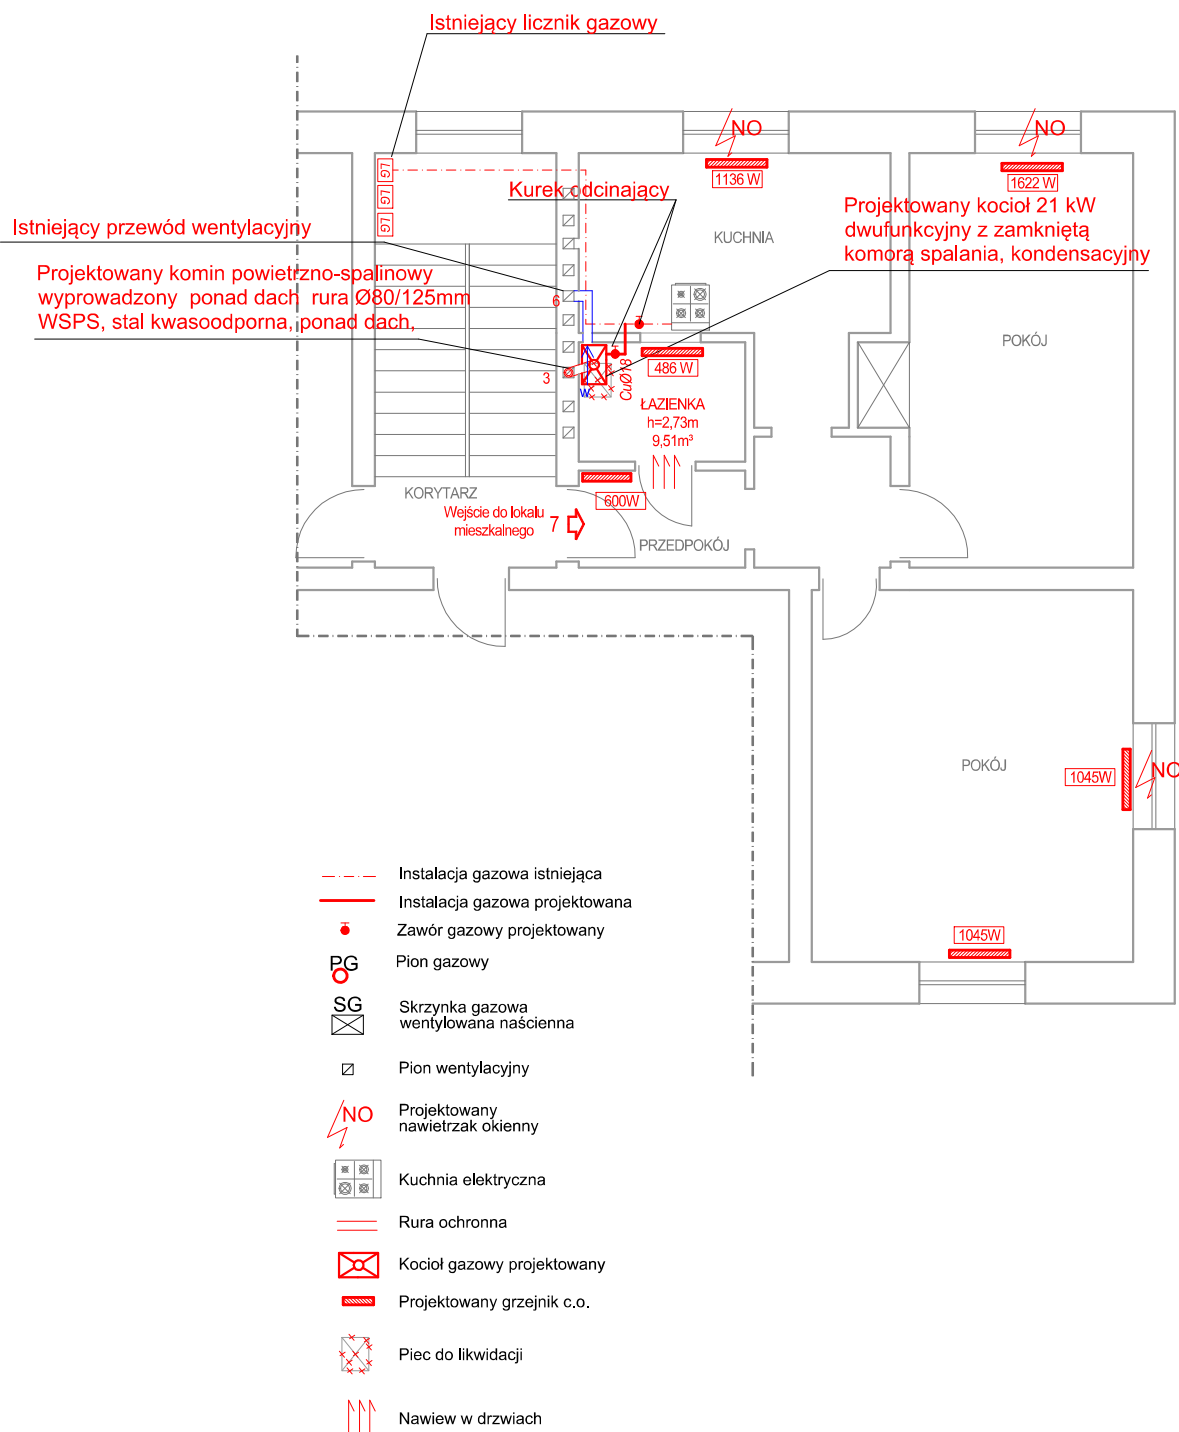 Istniejący licznik gazowy
NO
NO
GŁ
GŁ
GŁ
1136 W
1622 W
Kurek odcinający
Istniejący przewód wentylacyjny
KUCHNIA
Projektowany kocioł 21 kW
dwufunkcyjny z zamkniętą
komorą spalania, kondensacyjny
Projektowany komin powietrzno-spalinowy
wyprowadzony ponad dach rura Ø80/125mm
WSPS, stal kwasoodporna, ponad dach,
6
3
POKÓJ
486 W
CuØ18
W
ŁAZIENKA
h=2,73m
9,51m³
KORYTARZ
600W
Wejście do lokalu
mieszkalnego
7
PRZEDPOKÓJ
POKÓJ
1045W
NO
1045W
Instalacja gazowa istniejąca
Instalacja gazowa projektowana
Zawór gazowy projektowany
PG
Pion gazowy
SG
Skrzynka gazowa
wentylowana naścienna
Pion wentylacyjny
NO
Projektowany
nawietrzak okienny
Kuchnia elektryczna
Rura ochronna
Kocioł gazowy projektowany
Projektowany grzejnik c.o.
Piec do likwidacji
Nawiew w drzwiach